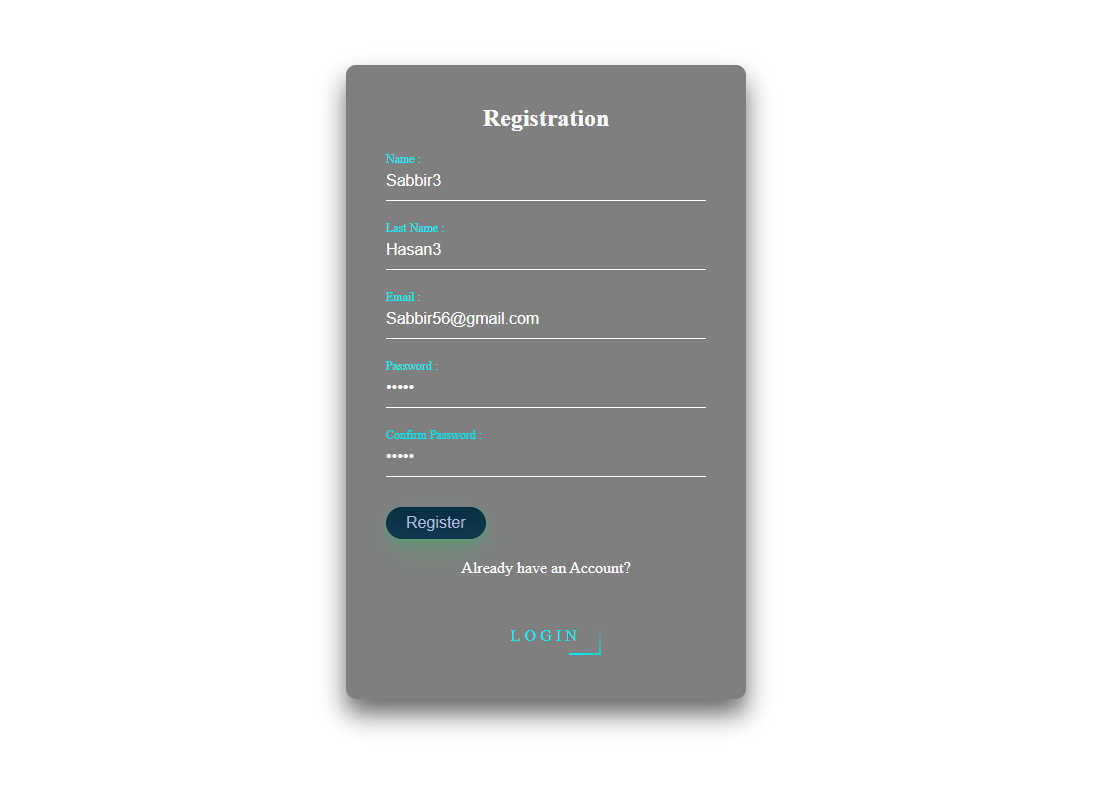 Registration
Name :
Sabbir3
Last Name :
Hasan3
Email :
Sabbir56@gmail.com
Password :
•••••
Confirm Password :
•••••
Register
Already have an Account?
LOGIN